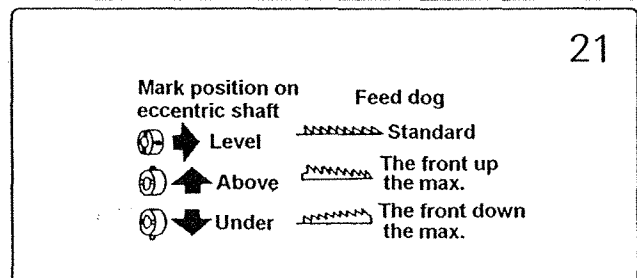 21
Mark position on
eccentric shaft
Feed dog
Level
Standard
Above
The front up
the max.
Under
The front down
the max.